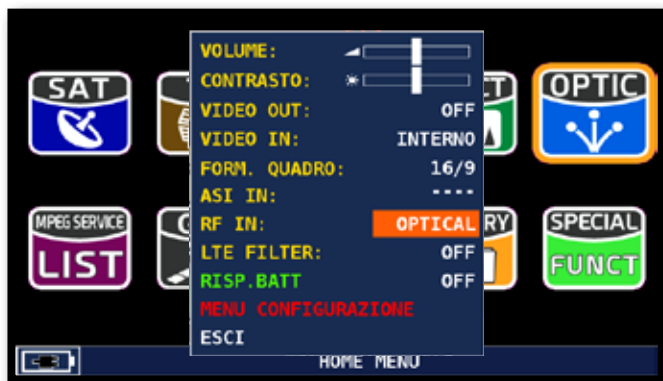 VOLUME:
CONTRASTO:
VIDEO OUT: OFF
VIDEO IN: INTERNO
FORM. QUADRO: 16/9
ASI IN: ----
RF IN: OPTICAL
LTE FILTER: OFF
RISP.BATT OFF
MENU CONFIGURAZIONE
ESCI
SAT
OPTIC
MPEG SERVICE
LIST
SPECIAL
FUNCT
HOME MENU